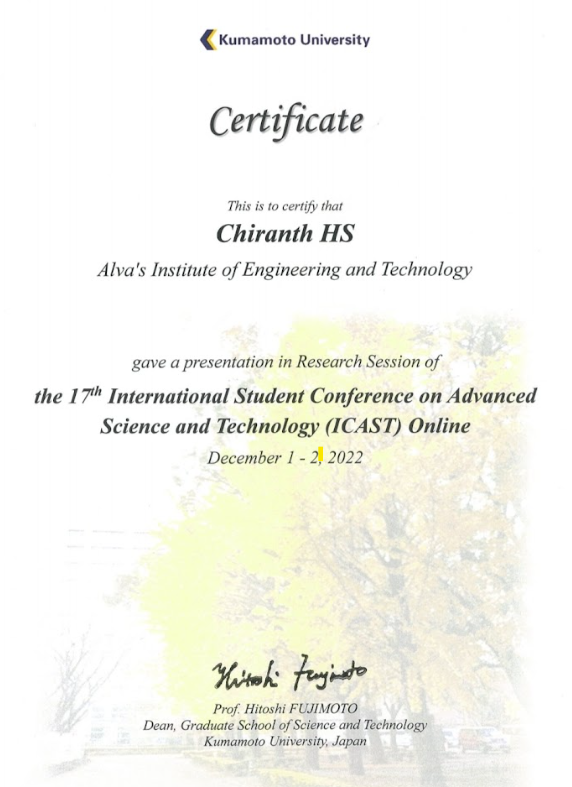 Kumamoto University
Certificate
This is to certify that
Chiranth HS
Alva's Institute of Engineering and Technology
gave a presentation in Research Session of
the 17th International Student Conference on Advanced
Science and Technology (ICAST) Online
December 1 - 2, 2022
Hitoshi Fujimoto
Prof. Hitoshi FUJIMOTO
Dean, Graduate School of Science and Technology
Kumamoto University, Japan